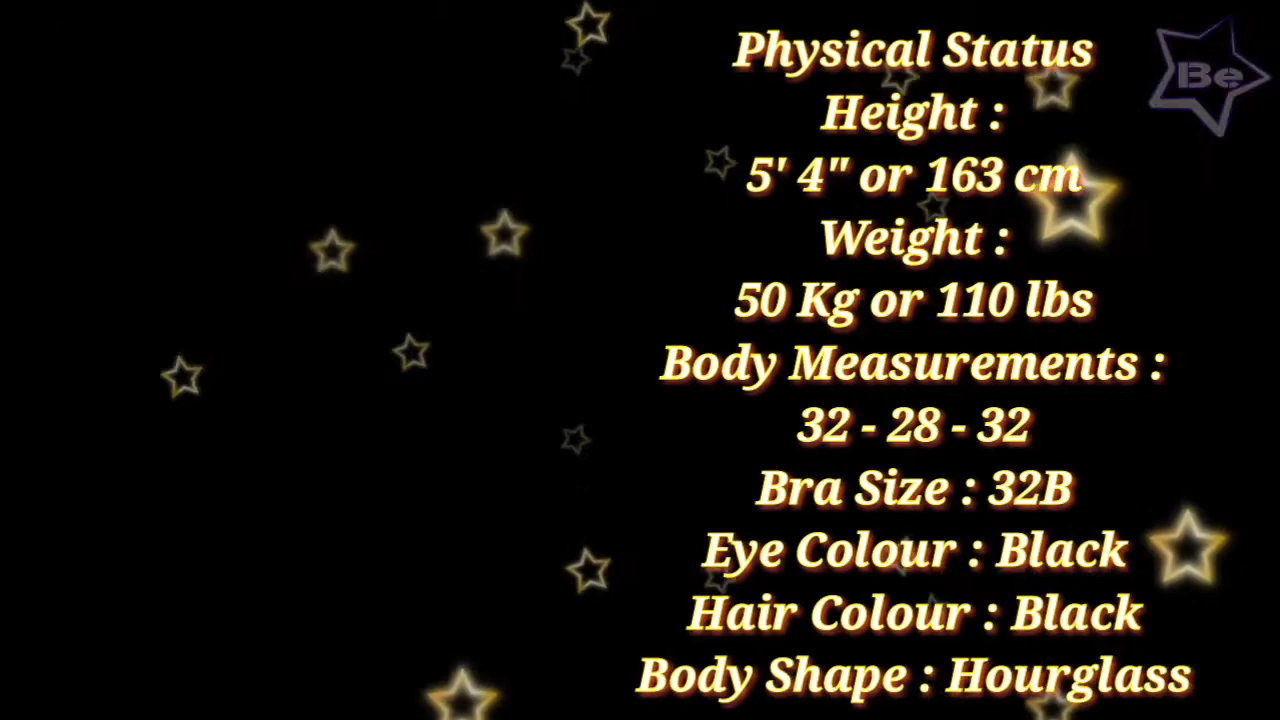 Be
Physical Status
Height :
5' 4" or 163 cm
Weight :
50 Kg or 110 lbs
Body Measurements :
32 - 28 - 32
Bra Size : 32B
Eye Colour : Black
Hair Colour : Black
Body Shape : Hourglass